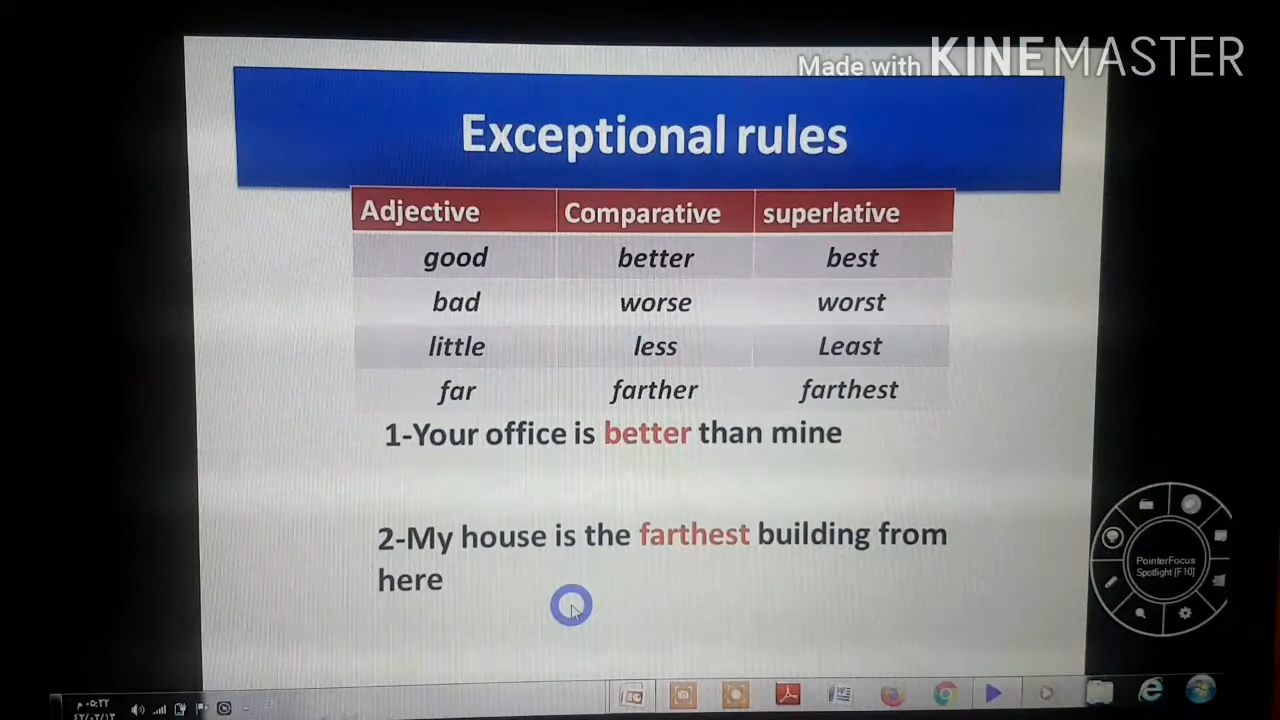 Made with KINEMASTER
Exceptional rules
Adjective Comparative superlative
good better best
bad worse worst
little less Least
far farther farthest
1-Your office is better than mine
2-My house is the farthest building from
here
PointerFocus
Spotlight [F10]
م ٠٥:٢٢